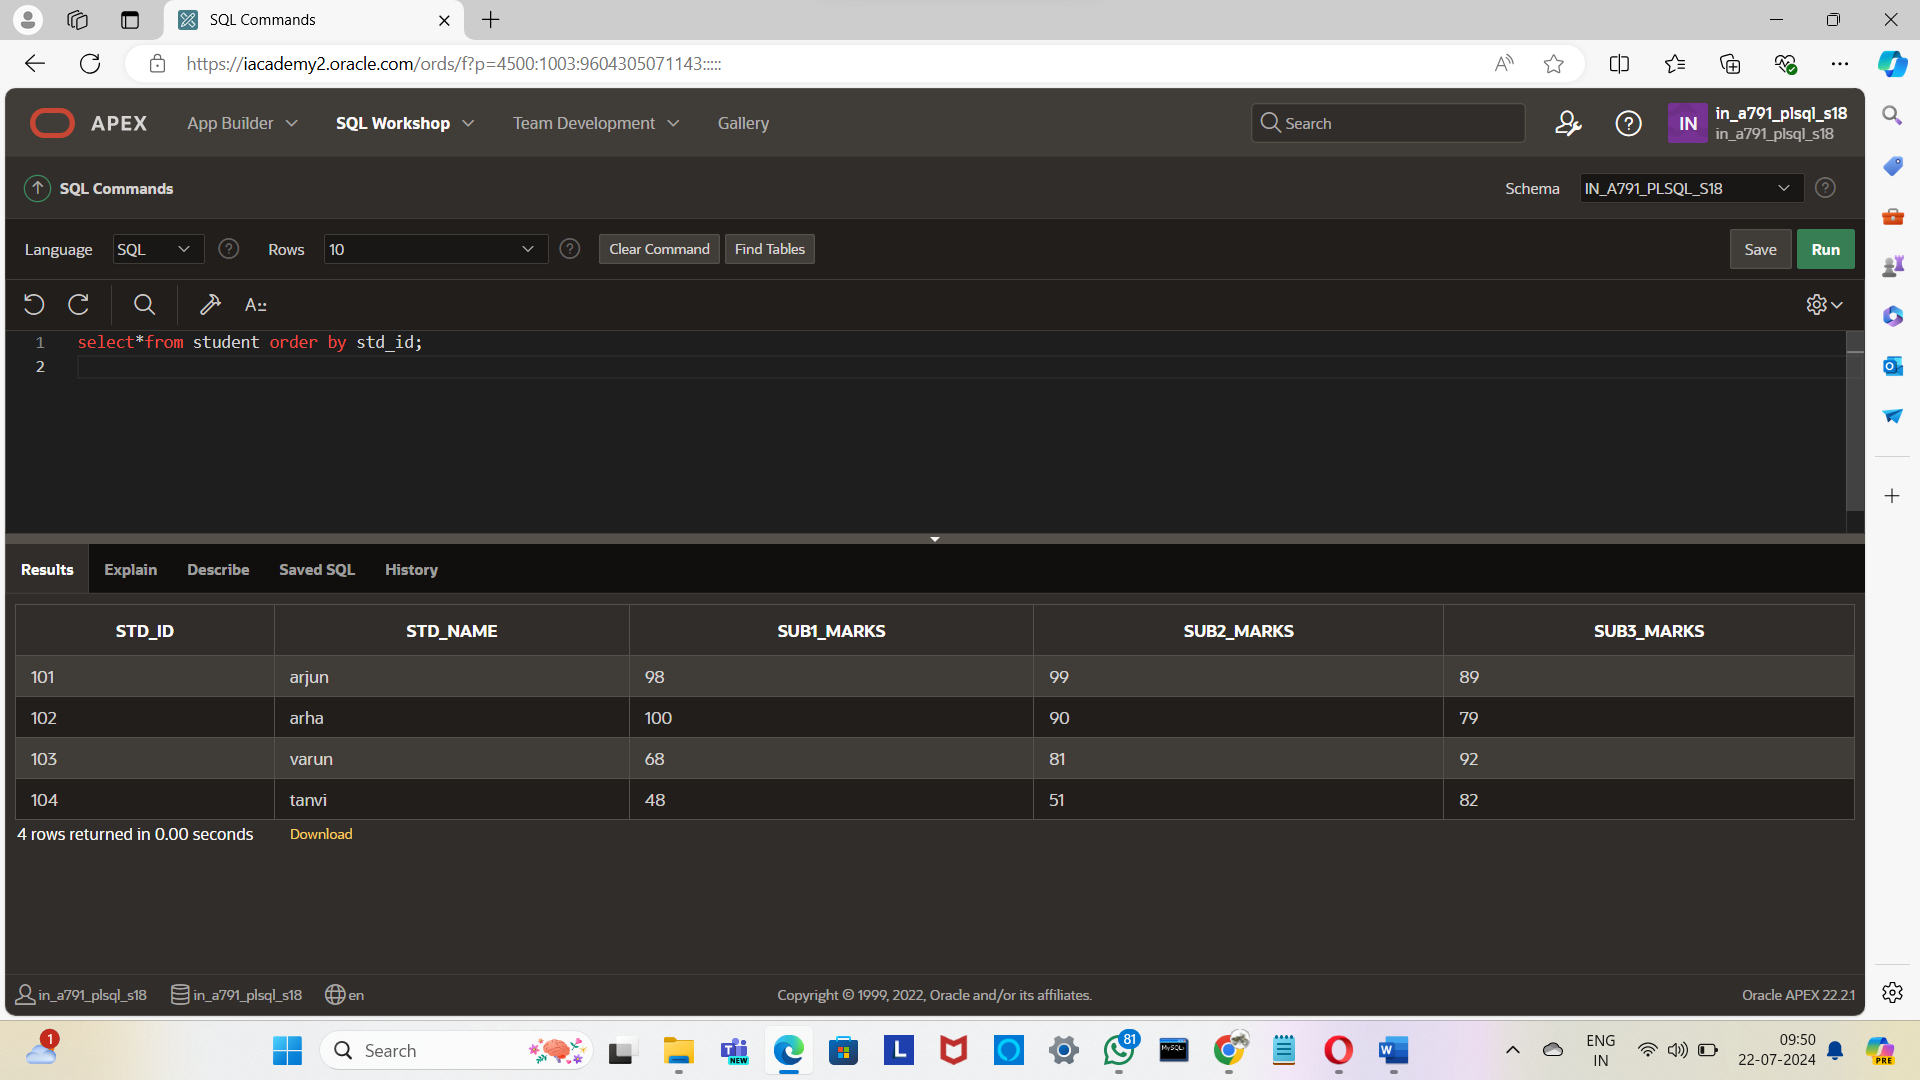 SQL Commands
https://iacademy2.oracle.com/ords/f?p=4500:1003:9604305071143:::::
APEX App Builder SQL Workshop Team Development Gallery Search IN in_a791_plsql_s18
in_a791_plsql_s18
SQL Commands Schema IN_A791_PLSQL_S18
Language SQL Rows 10 Clear Command Find Tables Save Run
A::
1 select*from student order by std_id;
2
Results Explain Describe Saved SQL History
STD_ID STD_NAME SUB1_MARKS SUB2_MARKS SUB3_MARKS
101 arjun 98 99 89
102 arha 100 90 79
103 varun 68 81 92
104 tanvi 48 51 82
4 rows returned in 0.00 seconds Download
in_a791_plsql_s18 in_a791_plsql_s18 en Copyright © 1999, 2022, Oracle and/or its affiliates. Oracle APEX 22.2.1
1 Search NEW L 81 MySQL W ENG 09:50
IN 22-07-2024 PRE